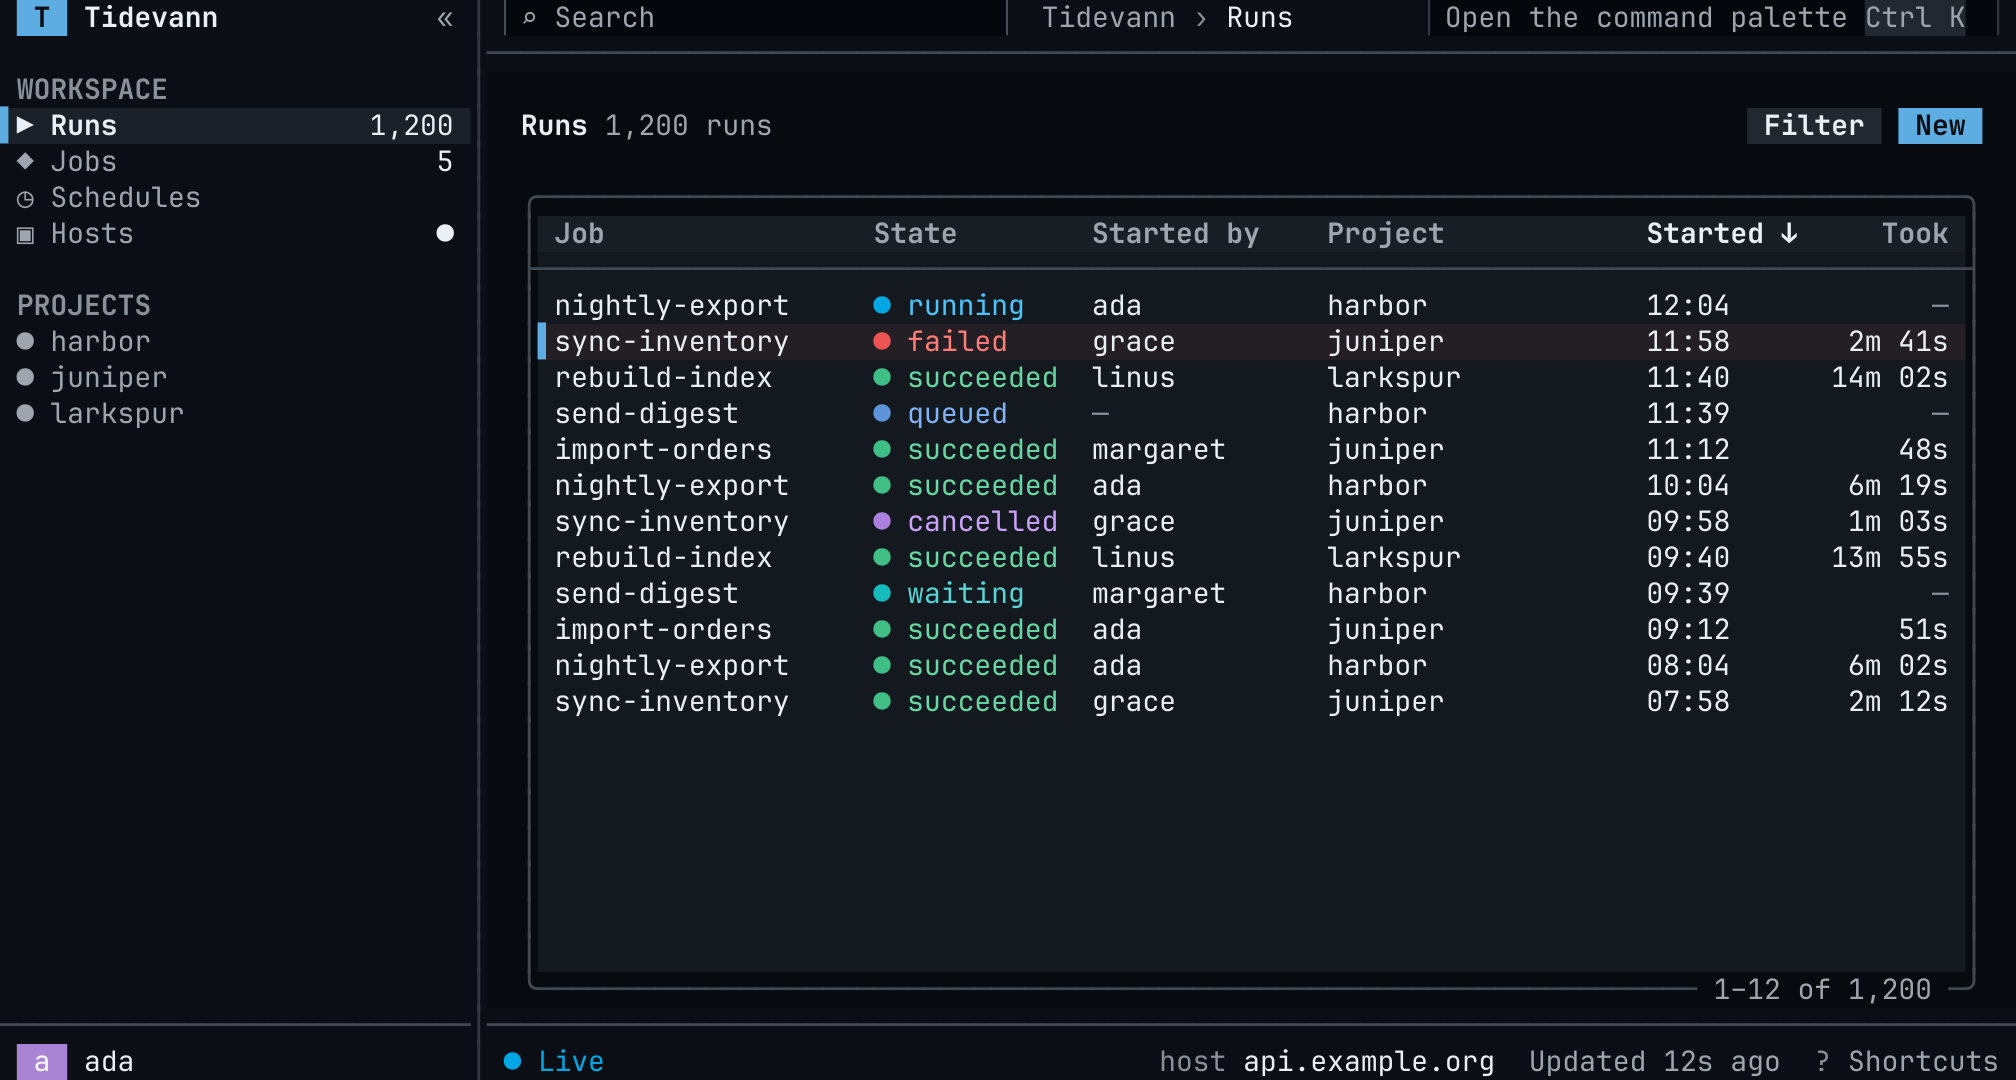 T Tidevann «
Search
Tidevann › Runs
Open the command palette Ctrl K
WORKSPACE
Runs 1,200
Jobs 5
Schedules
Hosts
PROJECTS
harbor
juniper
larkspur
a ada
Runs 1,200 runs
Filter New
Job State Started by Project Started ↓ Took
nightly-export running ada harbor 12:04 —
sync-inventory failed grace juniper 11:58 2m 41s
rebuild-index succeeded linus larkspur 11:40 14m 02s
send-digest queued — harbor 11:39 —
import-orders succeeded margaret juniper 11:12 48s
nightly-export succeeded ada harbor 10:04 6m 19s
sync-inventory cancelled grace juniper 09:58 1m 03s
rebuild-index succeeded linus larkspur 09:40 13m 55s
send-digest waiting margaret harbor 09:39 —
import-orders succeeded ada juniper 09:12 51s
nightly-export succeeded ada harbor 08:04 6m 02s
sync-inventory succeeded grace juniper 07:58 2m 12s
1–12 of 1,200
Live
host api.example.org Updated 12s ago ? Shortcuts